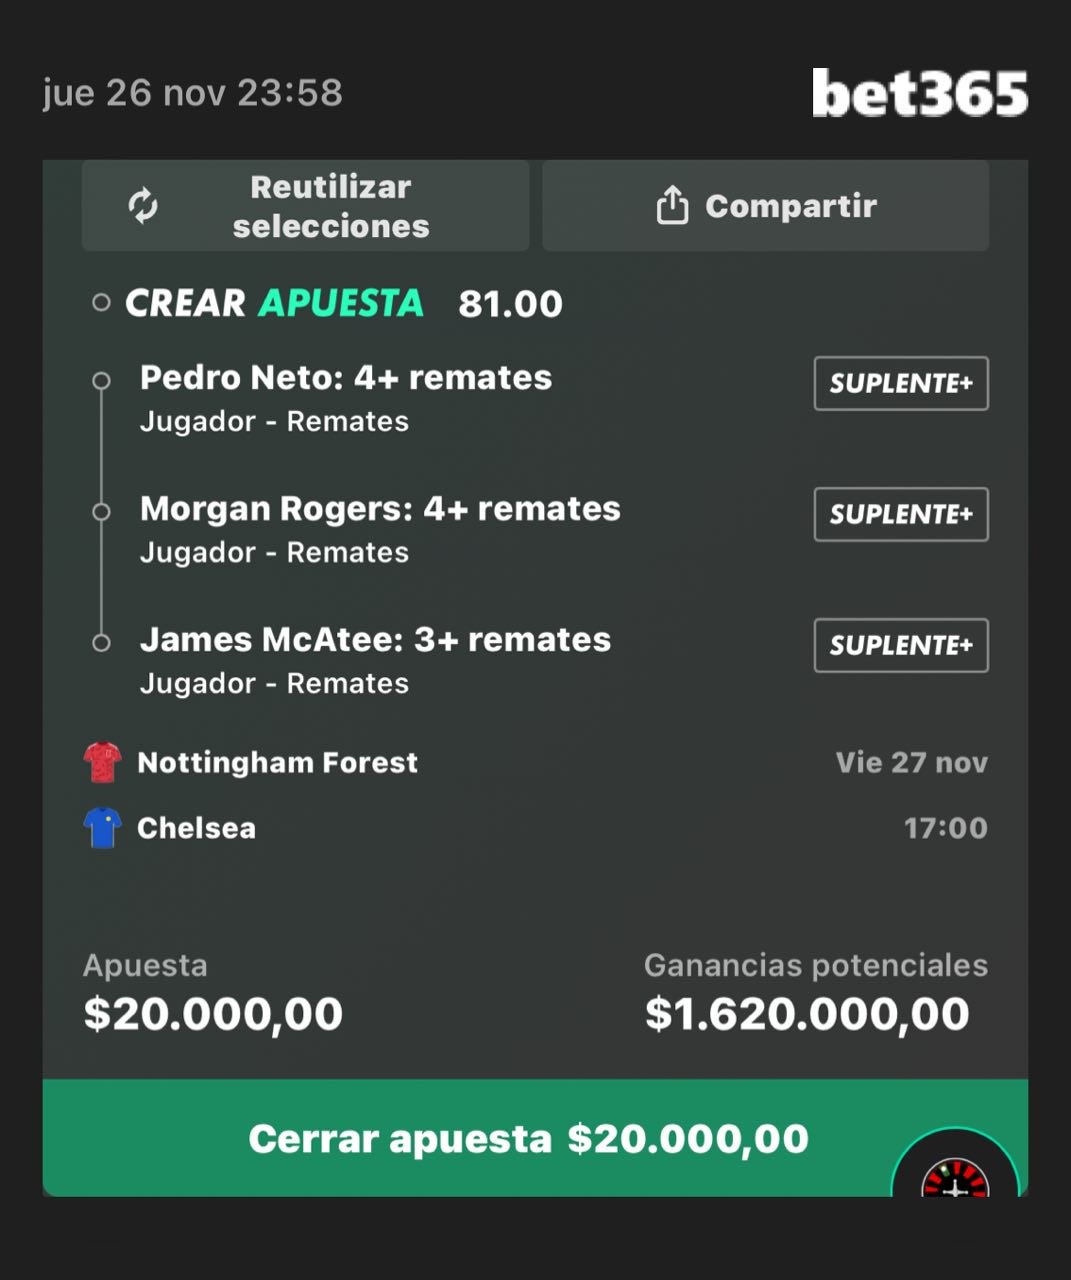 jue 26 nov 23:58
bet365
Reutilizar
selecciones
Compartir
CREAR APUESTA 81.00
Pedro Neto: 4+ remates
SUPLENTE+
Jugador - Remates
Morgan Rogers: 4+ remates
SUPLENTE+
Jugador - Remates
James McAtee: 3+ remates
SUPLENTE+
Jugador - Remates
Nottingham Forest
Vie 27 nov
Chelsea
17:00
Apuesta
Ganancias potenciales
$20.000,00
$1.620.000,00
Cerrar apuesta $20.000,00